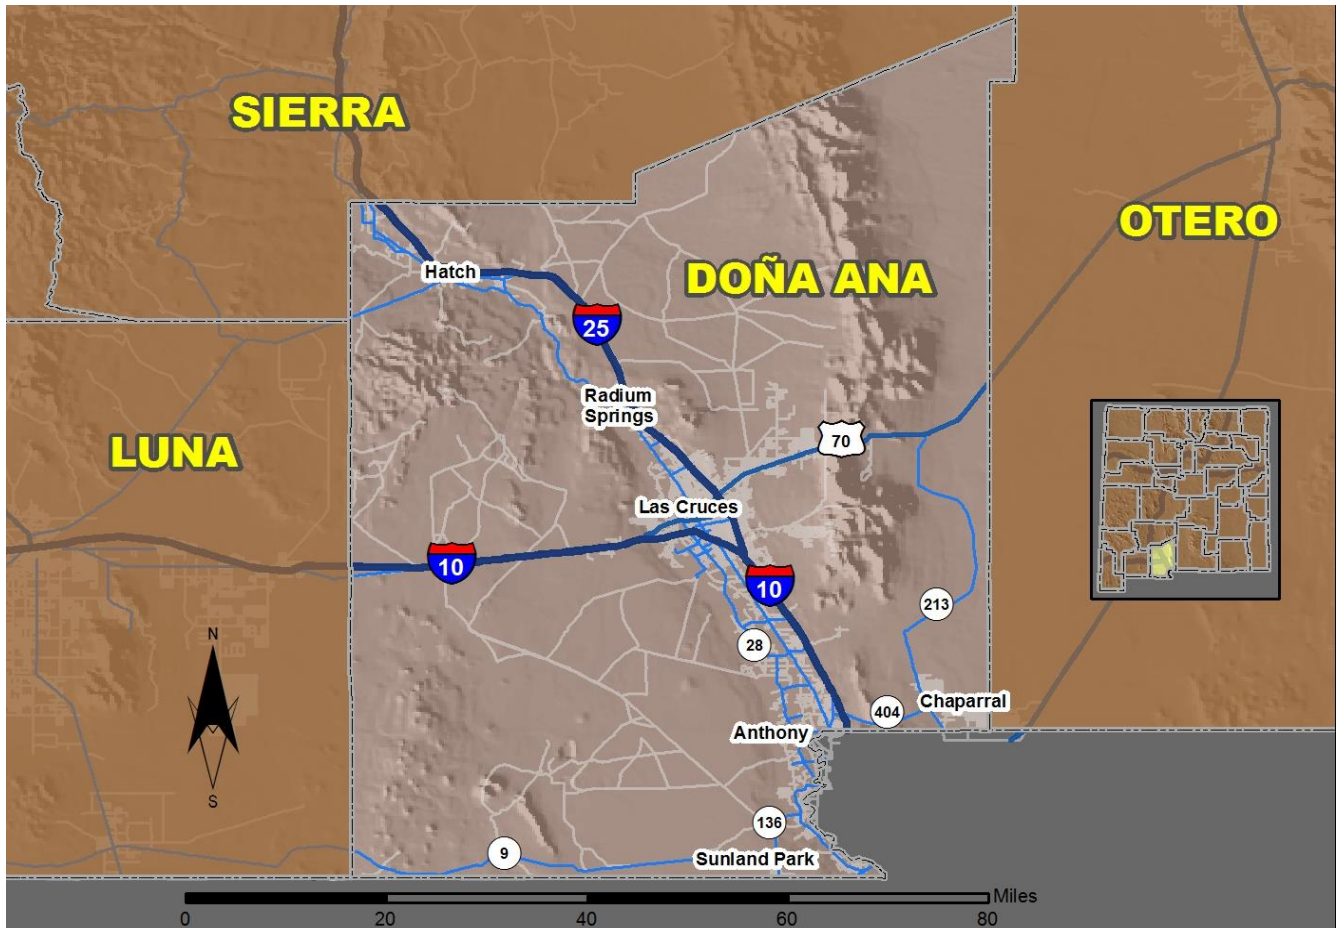 SIERRA
OTERO
DOÑA ANA
Hatch
25
Radium
Springs
70
LUNA
Las Cruces
10
10
213
28
N
S
Chaparral
404
Anthony
136
9
Sunland Park
Miles
0 20 40 60 80